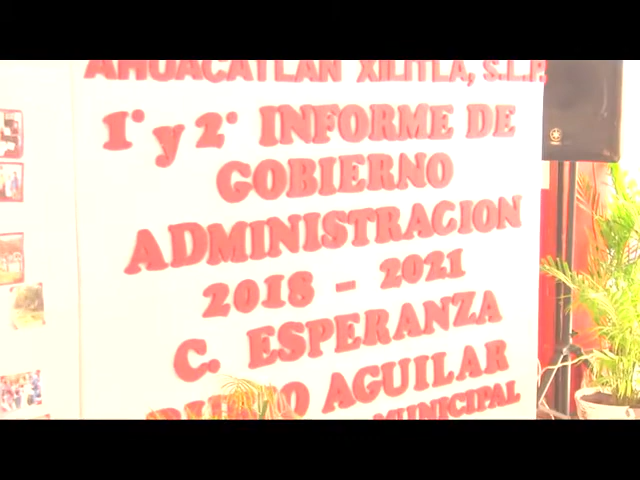 AHUACATLAN XILITLA, S.L.P.
1° y 2° INFORME DE
GOBIERNO
ADMINISTRACION
2018 - 2021
C. ESPERANZA
AGUILAR
MUNICIPAL